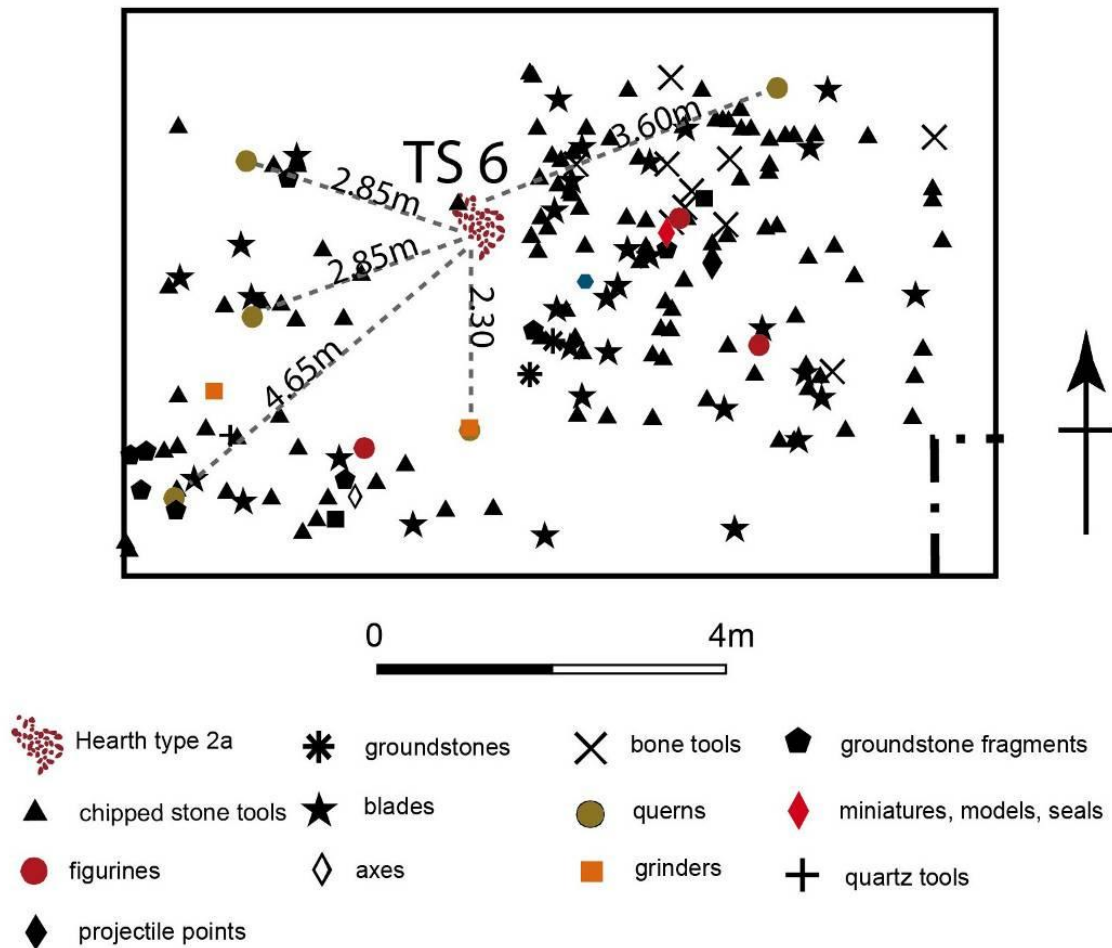 3.60m
TS 6
2.85m
2.85m
2.30
4.65m
0 4m
Hearth type 2a
groundstones
bone tools
groundstone fragments
chipped stone tools
blades
querns
miniatures, models, seals
figurines
axes
grinders
quartz tools
projectile points